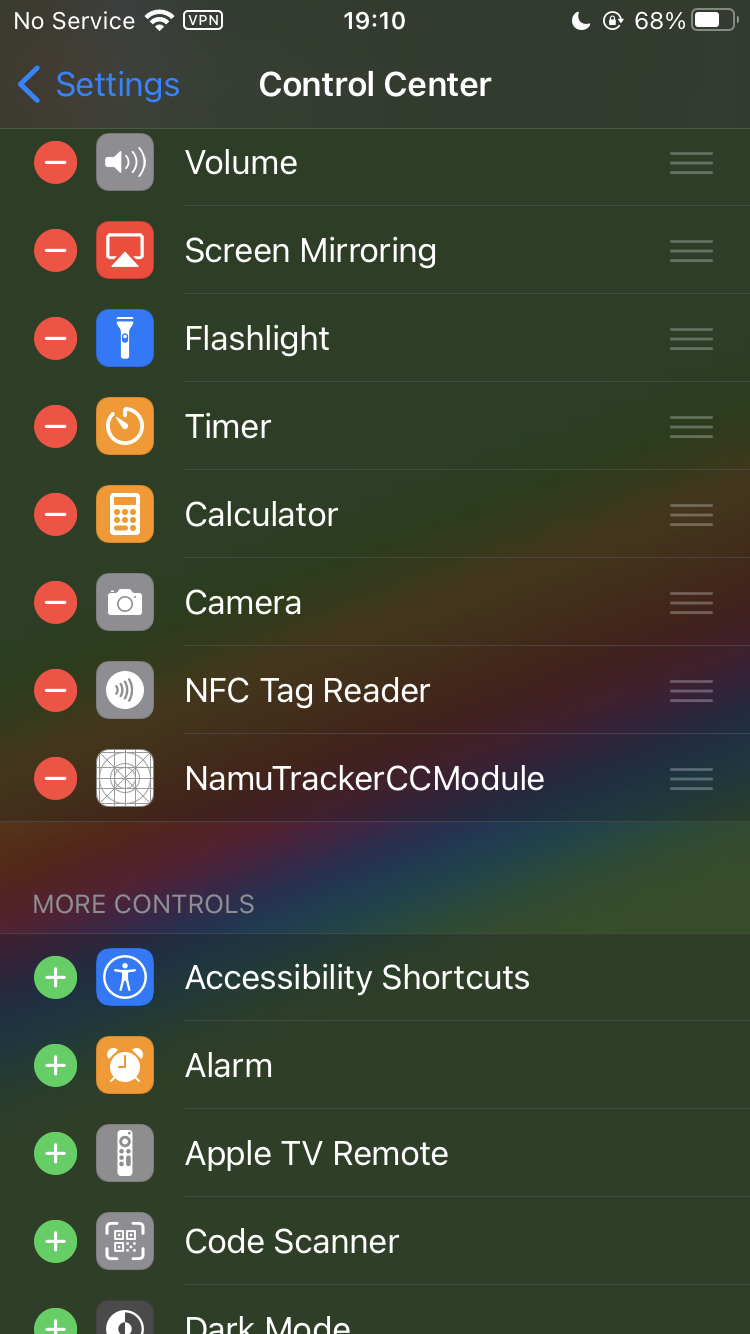 No Service VPN 19:10 68%
Settings Control Center
Volume
Screen Mirroring
Flashlight
Timer
Calculator
Camera
NFC Tag Reader
NamuTrackerCCModule
MORE CONTROLS
Accessibility Shortcuts
Alarm
Apple TV Remote
Code Scanner
Dark Mode